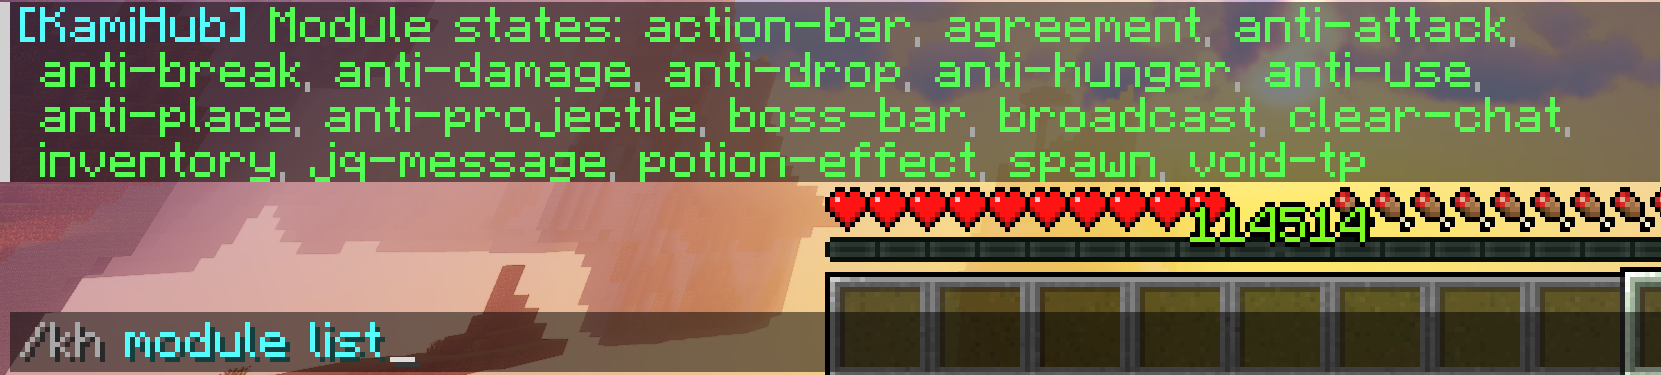 [KamiHub] Module states: action-bar, agreement, anti-attack,
anti-break, anti-damage, anti-drop, anti-hunger, anti-use,
anti-place, anti-projectile, boss-bar, broadcast, clear-chat,
inventory, jq-message, potion-effect, spawn, void-tp
114514
/kh module list_